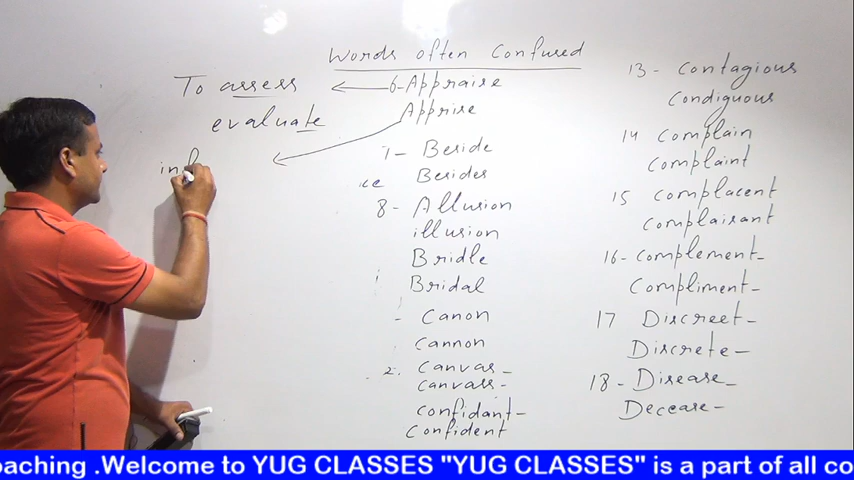 Words often Confused
To assess
evaluate
inf
6- Appraise
Apprise
7- Beside
Besides
8- Allusion
illusion
Bridle
Bridal
Canon
Cannon
2. Canvas-
Canvass-
Confidant-
Confident
13- Contagious
Condiguous
14 Complain
Complaint
15 Complacent
Complaisant
16- Complement-
Compliment-
17 Discreet-
Discrete-
18- Disease-
Decease-
oaching .Welcome to YUG CLASSES "YUG CLASSES" is a part of all co